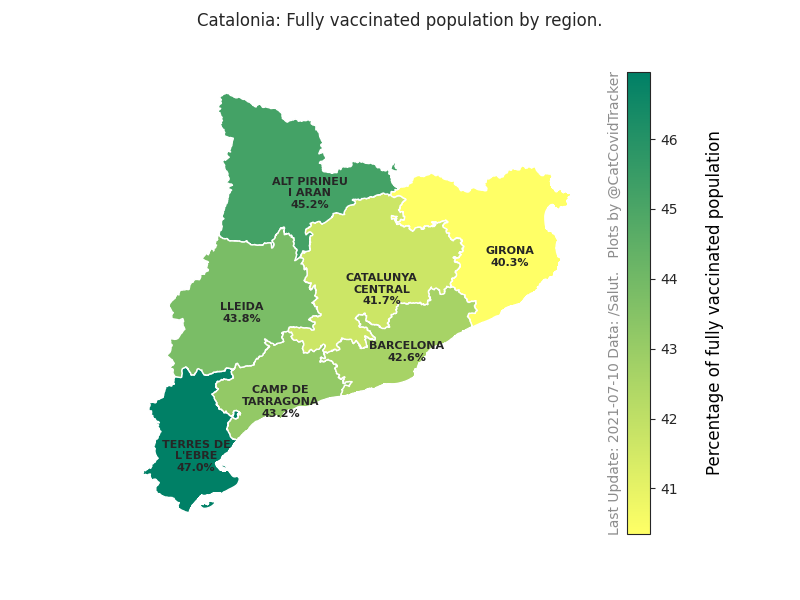 Catalonia: Fully vaccinated population by region.
ALT PIRINEU
I ARAN
45.2%
GIRONA
40.3%
CATALUNYA
CENTRAL
41.7%
LLEIDA
43.8%
BARCELONA
42.6%
CAMP DE
TARRAGONA
43.2%
TERRES DE
L'EBRE
47.0%
Last Update: 2021-07-10 Data: /Salut.   Plots by @CatCovidTracker
46
45
44
43
42
41
Percentage of fully vaccinated population